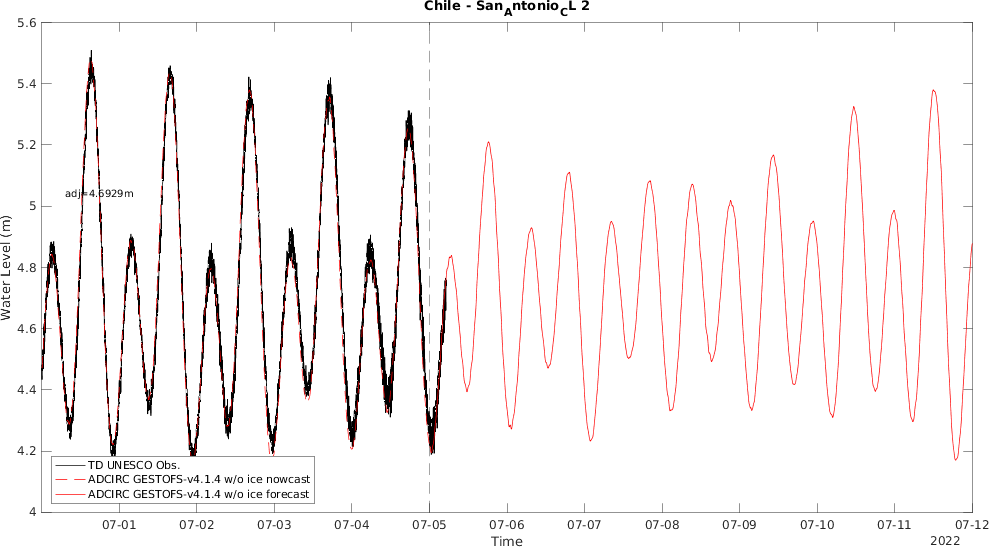 Chile - SanAntonioCL 2
5.6
5.4
5.2
5
4.8
4.6
4.4
4.2
4
Water Level (m)
adj=4.6929m
TD UNESCO Obs.
ADCIRC GESTOFS-v4.1.4 w/o ice nowcast
ADCIRC GESTOFS-v4.1.4 w/o ice forecast
07-01 07-02 07-03 07-04 07-05 07-06 07-07 07-08 07-09 07-10 07-11 07-12
Time
2022